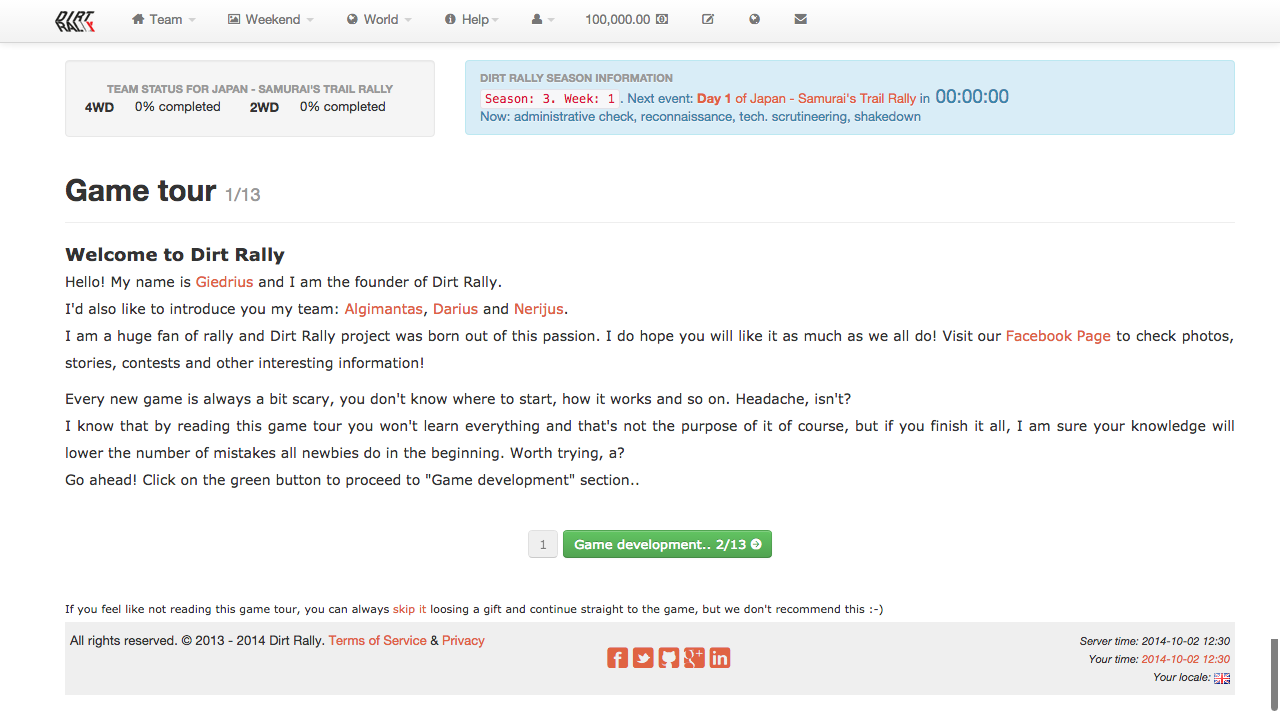 DIRT RALLY Team Weekend World Help 100,000.00
TEAM STATUS FOR JAPAN - SAMURAI'S TRAIL RALLY
4WD 0% completed 2WD 0% completed
DIRT RALLY SEASON INFORMATION
Season: 3. Week: 1. Next event: Day 1 of Japan - Samurai's Trail Rally in 00:00:00
Now: administrative check, reconnaissance, tech. scrutineering, shakedown
Game tour 1/13
Welcome to Dirt Rally
Hello! My name is Giedrius and I am the founder of Dirt Rally.
I'd also like to introduce you my team: Algimantas, Darius and Nerijus.
I am a huge fan of rally and Dirt Rally project was born out of this passion. I do hope you will like it as much as we all do! Visit our Facebook Page to check photos,
stories, contests and other interesting information!
Every new game is always a bit scary, you don't know where to start, how it works and so on. Headache, isn't?
I know that by reading this game tour you won't learn everything and that's not the purpose of it of course, but if you finish it all, I am sure your knowledge will
lower the number of mistakes all newbies do in the beginning. Worth trying, a?
Go ahead! Click on the green button to proceed to "Game development" section..
1 Game development.. 2/13
If you feel like not reading this game tour, you can always skip it loosing a gift and continue straight to the game, but we don't recommend this :-)
All rights reserved. © 2013 - 2014 Dirt Rally. Terms of Service & Privacy
Server time: 2014-10-02 12:30
Your time: 2014-10-02 12:30
Your locale: